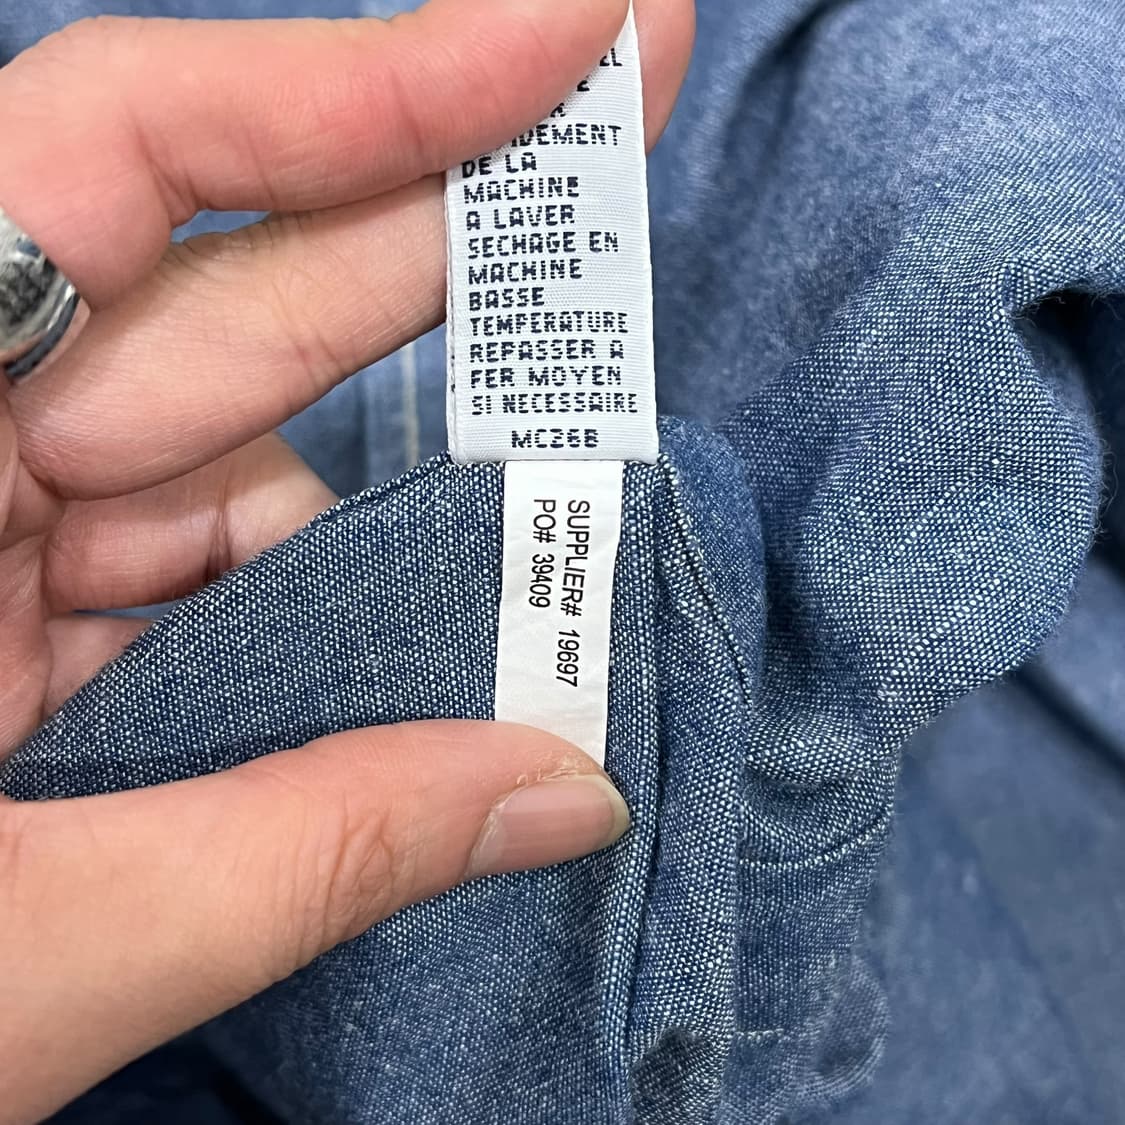 DE LA
MACHINE
A LAVER
SECHAGE EN
MACHINE
BASSE
TEMPERATURE
REPASSER A
FER MOYEN
SI NECESSAIRE
MC26B
SUPPLIER# 19697
PO# 39409